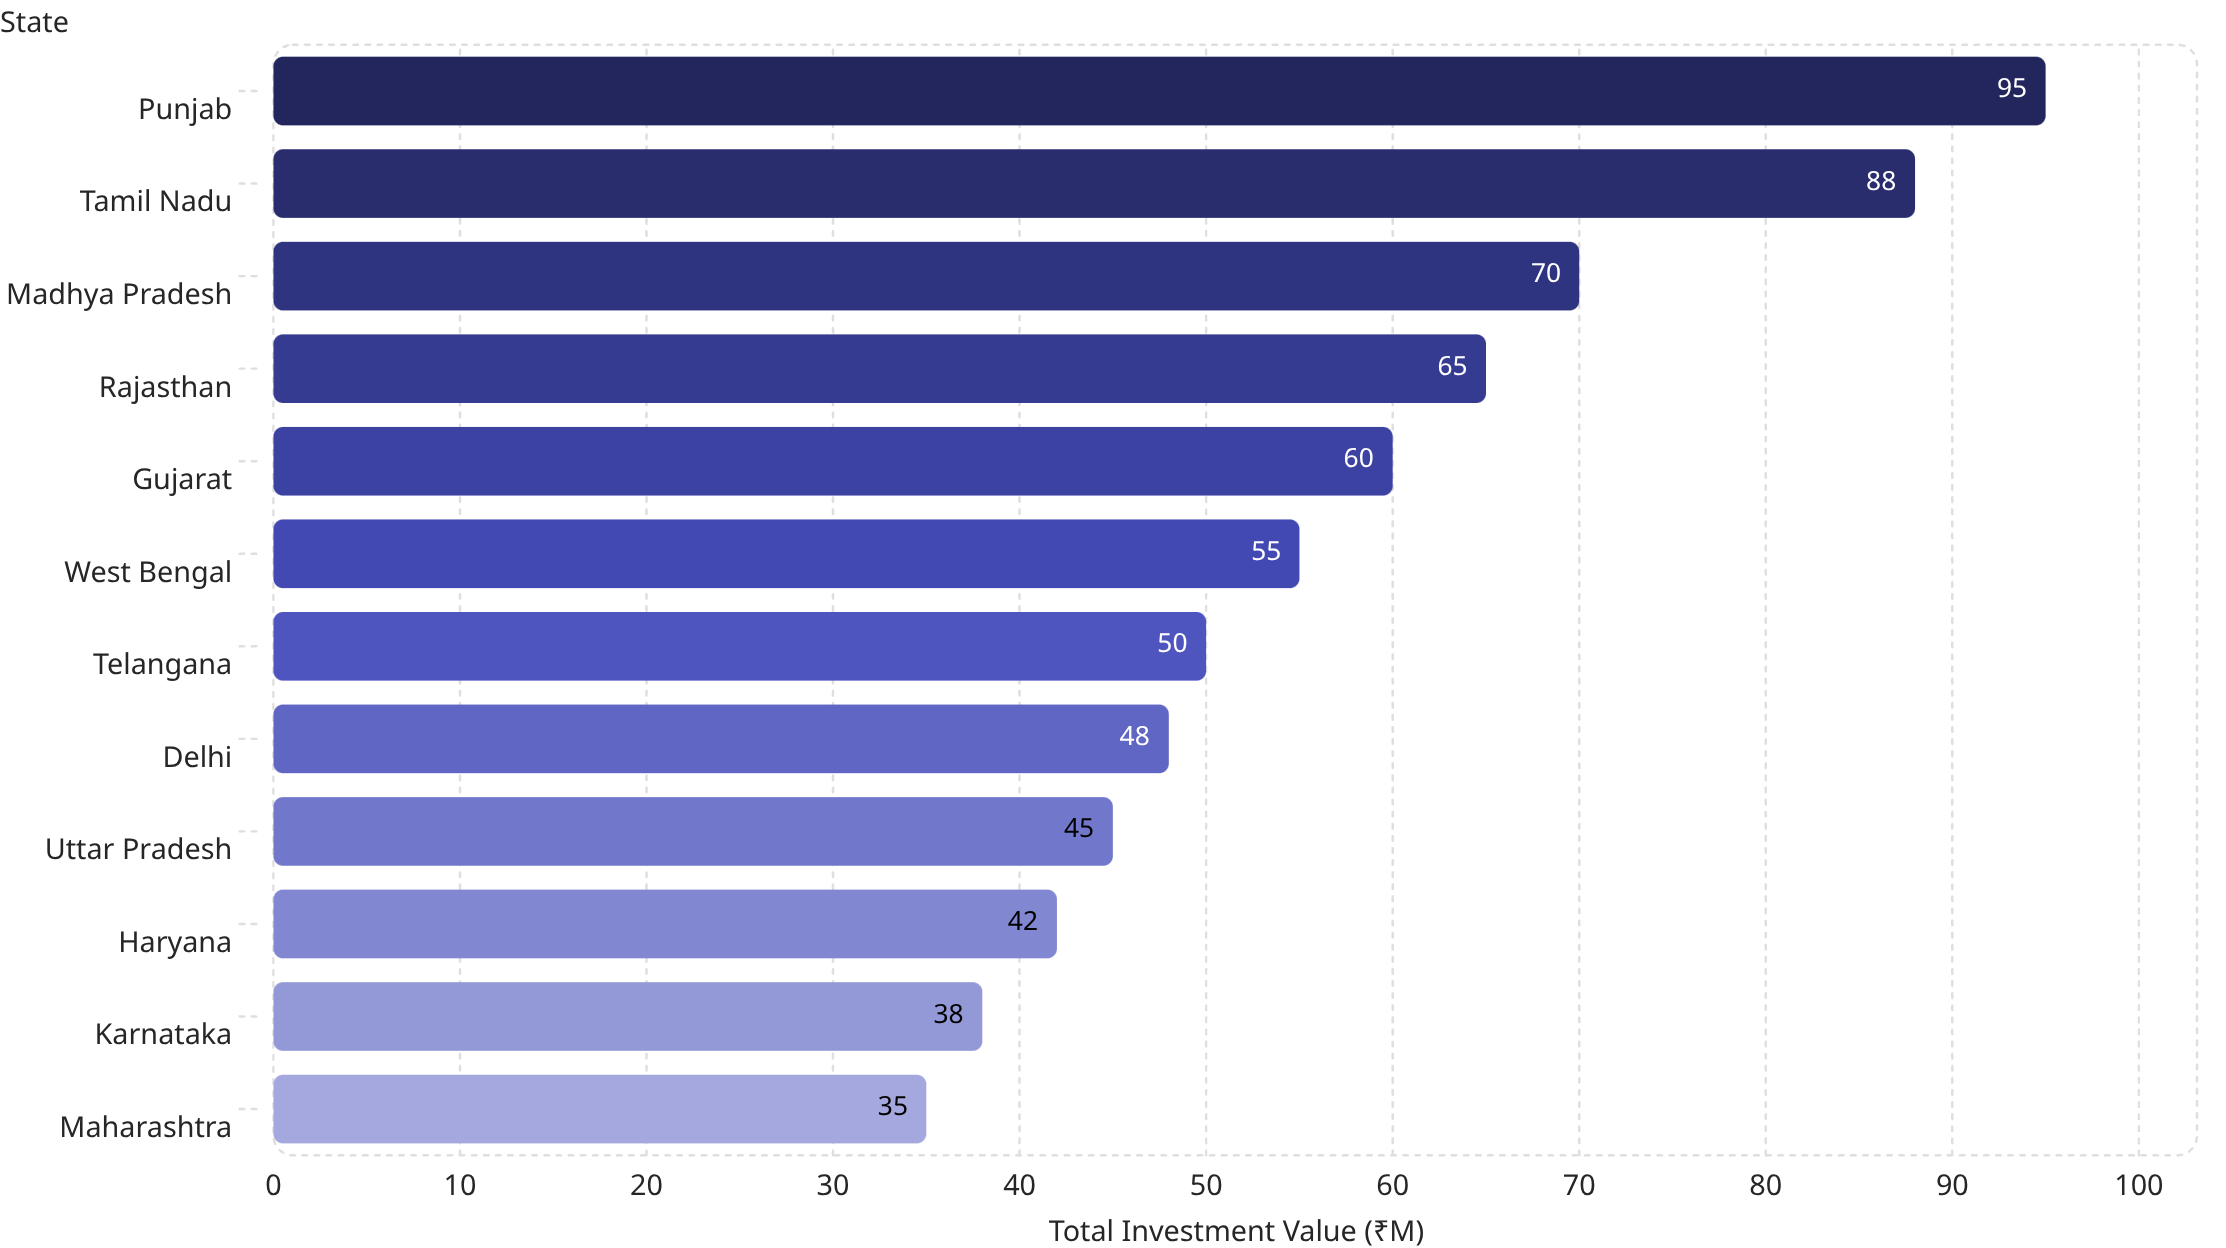 State
Punjab 95
Tamil Nadu 88
Madhya Pradesh 70
Rajasthan 65
Gujarat 60
West Bengal 55
Telangana 50
Delhi 48
Uttar Pradesh 45
Haryana 42
Karnataka 38
Maharashtra 35
0 10 20 30 40 50 60 70 80 90 100
Total Investment Value (₹M)